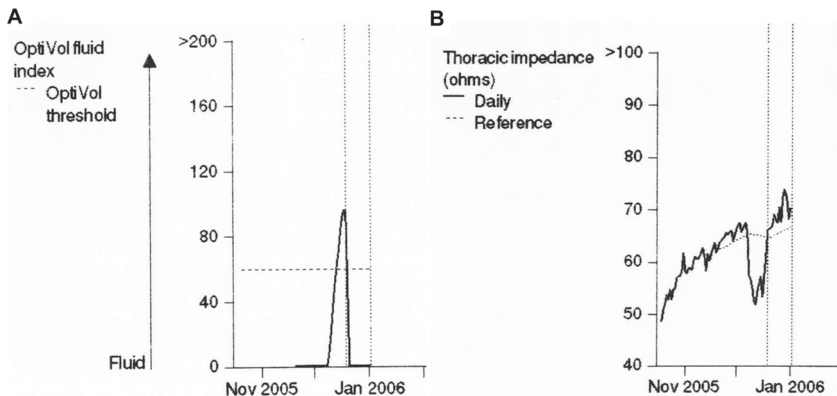 A
OptiVol fluid
index
OptiVol
threshold
Fluid
>200
160
120
80
40
0
Nov 2005
Jan 2006
B
Thoracic impedance
(ohms)
Daily
Reference
>100
90
80
70
60
50
40
Nov 2005
Jan 2006